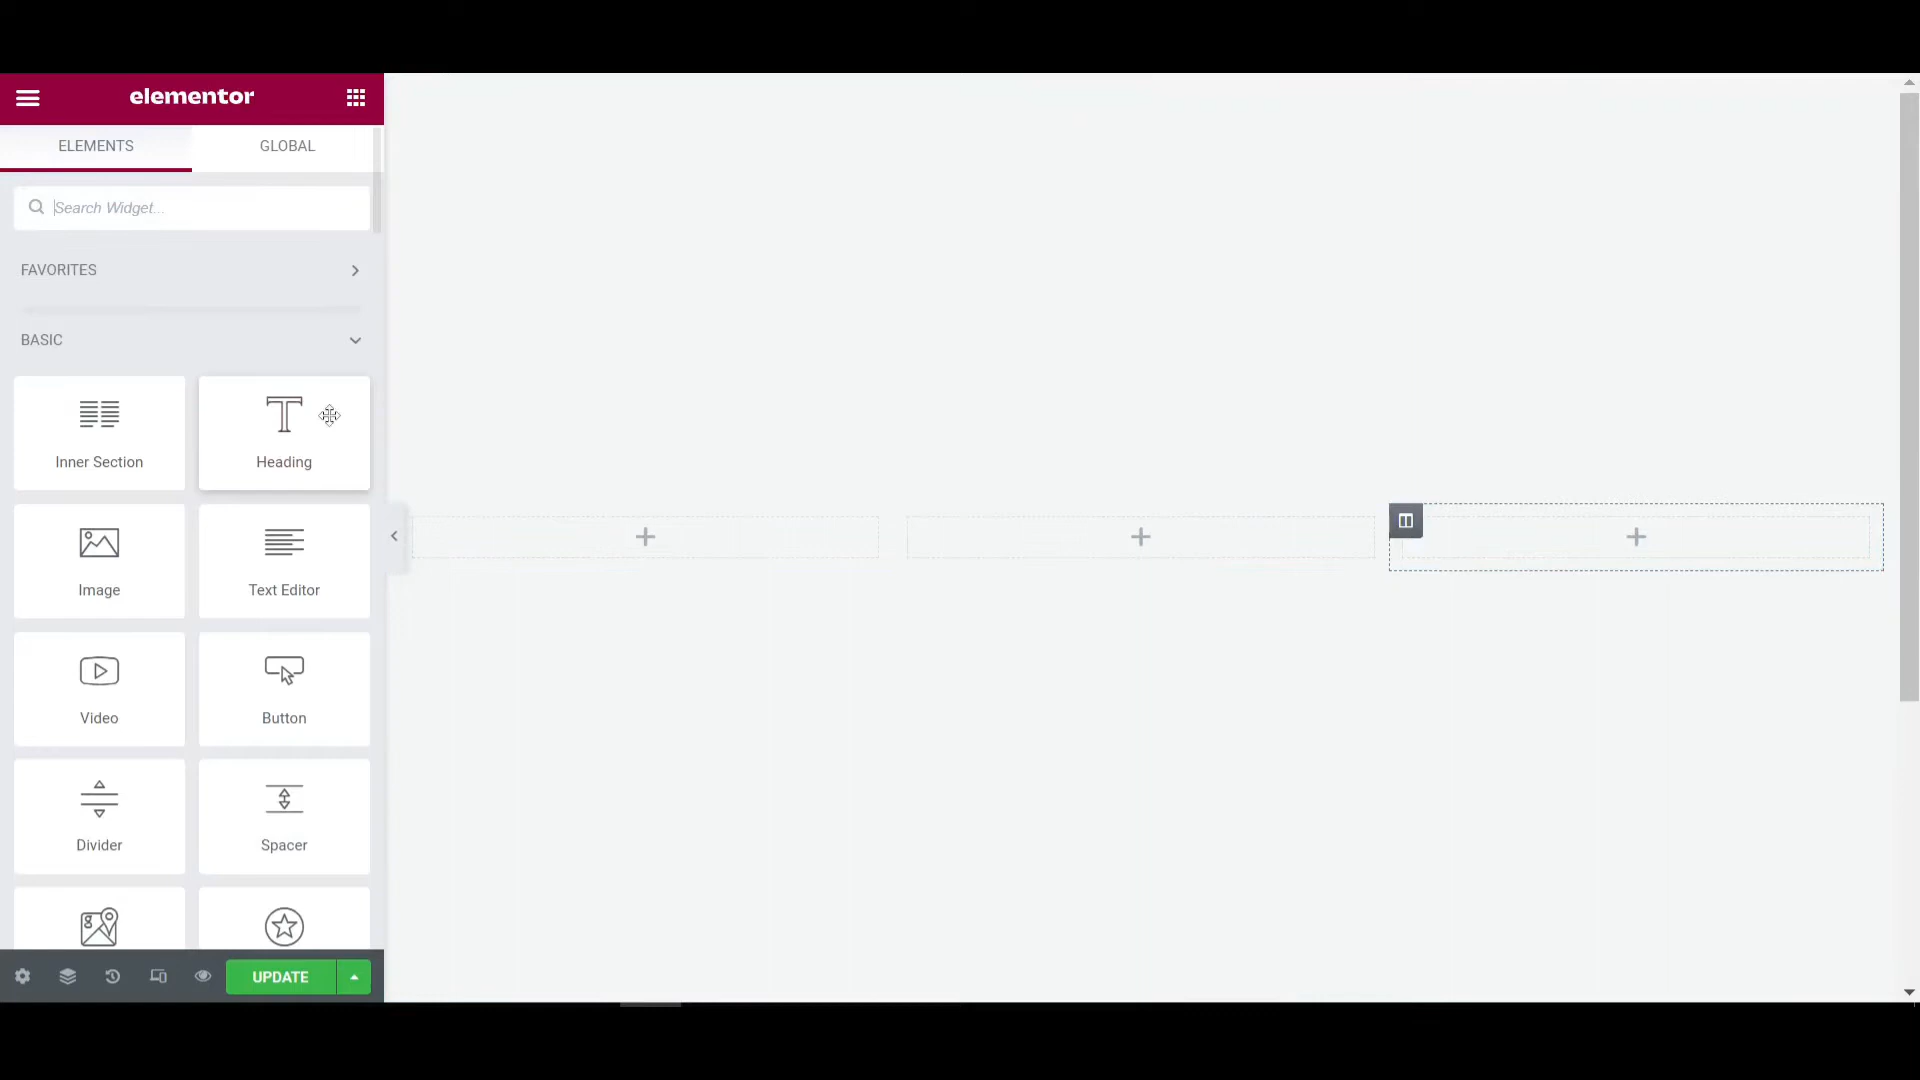 elementor
ELEMENTS
GLOBAL
Search Widget...
FAVORITES
BASIC
Inner Section
Heading
Image
Text Editor
Video
Button
Divider
Spacer
UPDATE